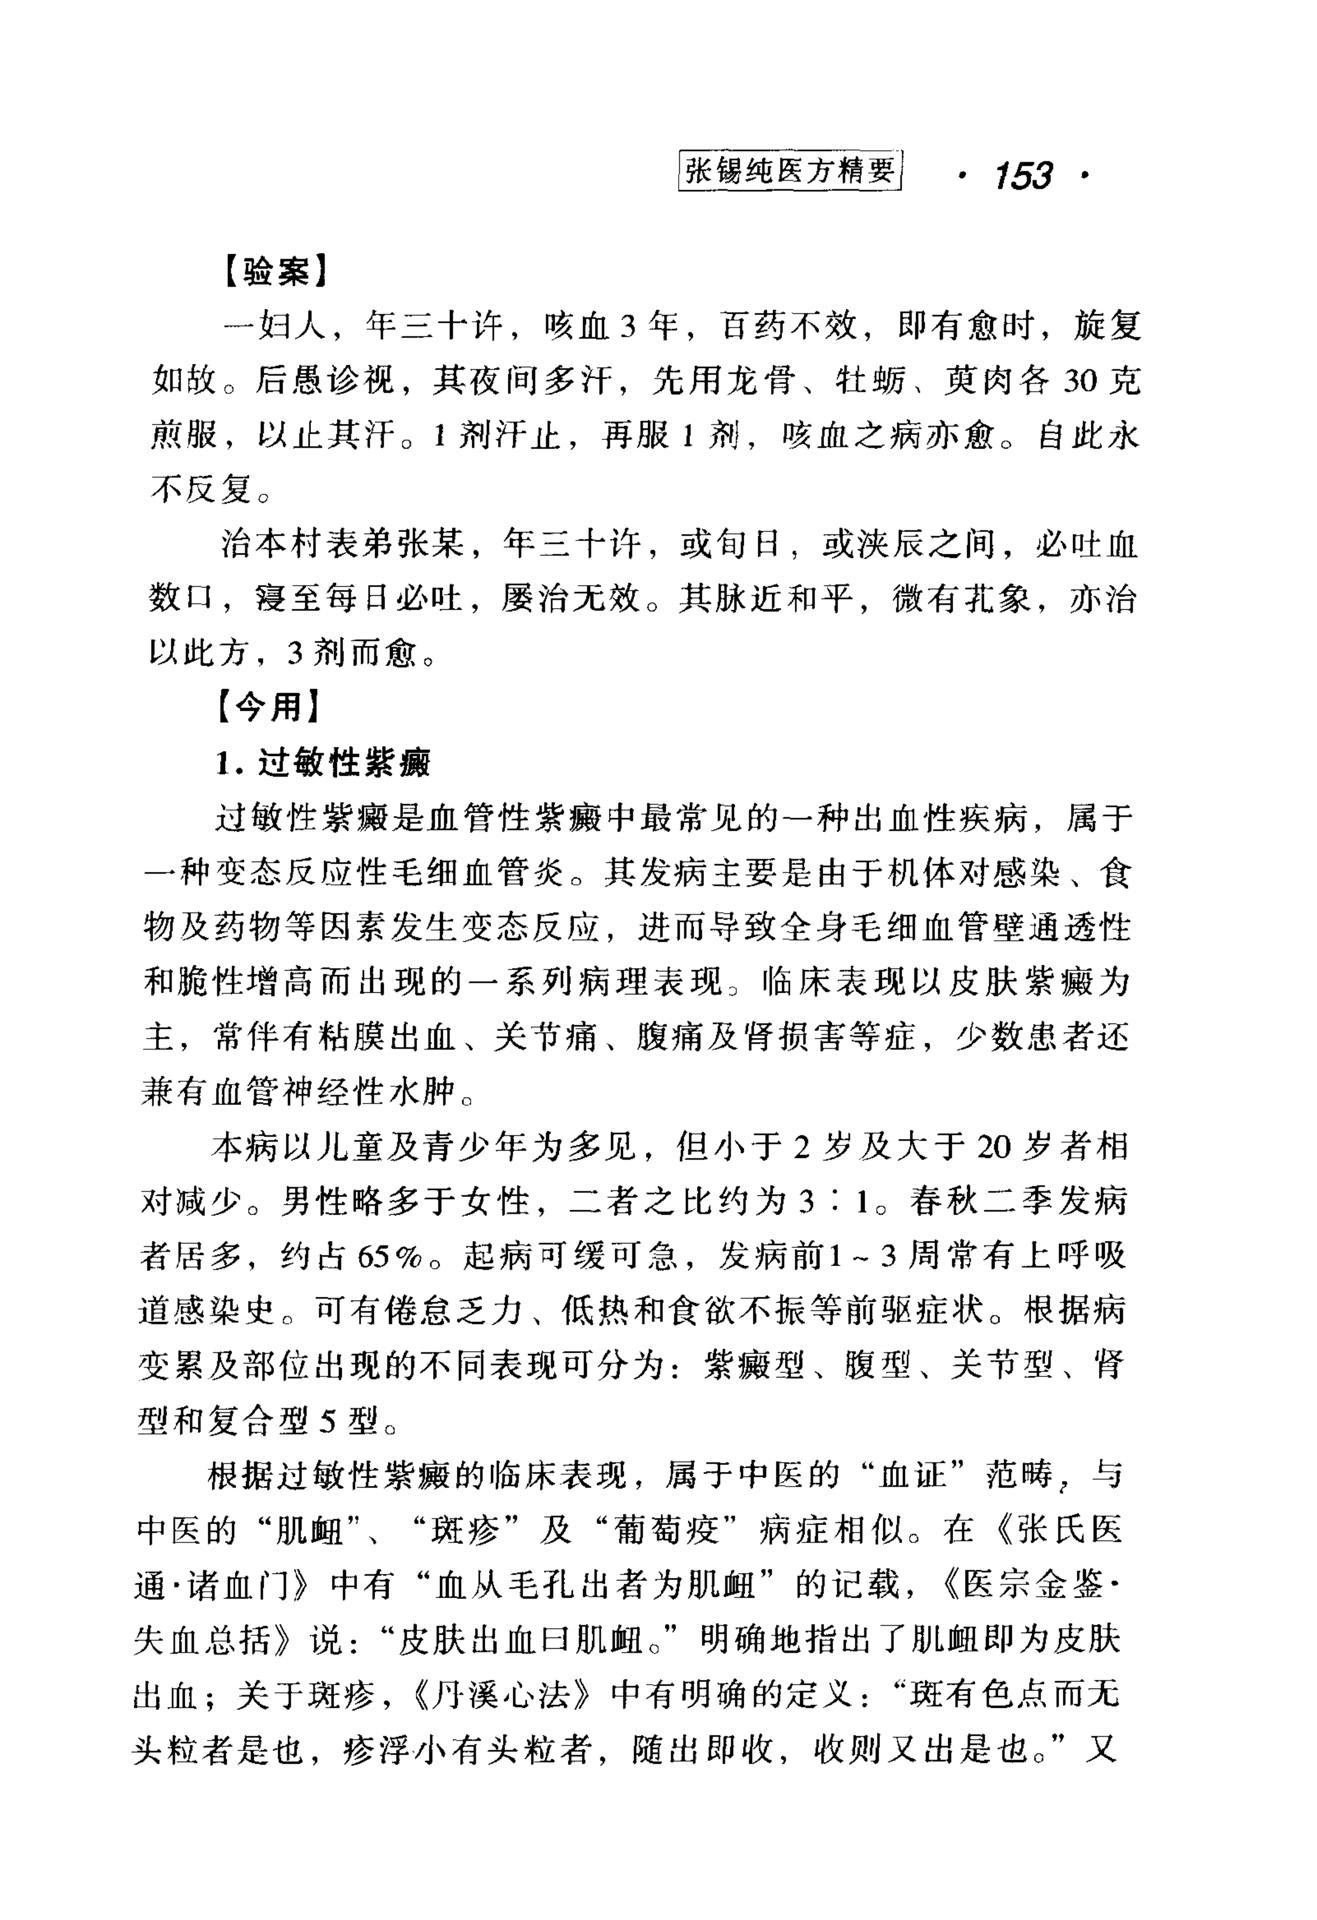 张锡纯医方精要 · 153 ·
【验案】
一妇人，年三十许，咳血3年，百药不效，即有愈时，旋复
如故。后愚诊视，其夜间多汗，先用龙骨、牡蛎、萸肉各30克
煎服，以止其汗。1剂汗止，再服1剂，咳血之病亦愈。自此永
不反复。
治本村表弟张某，年三十许，或旬日，或浃辰之间，必吐血
数口，寖至每日必吐，屡治无效。其脉近和平，微有芤象，亦治
以此方，3剂而愈。
【今用】
1. 过敏性紫癜
过敏性紫癜是血管性紫癜中最常见的一种出血性疾病，属于
一种变态反应性毛细血管炎。其发病主要是由于机体对感染、食
物及药物等因素发生变态反应，进而导致全身毛细血管壁通透性
和脆性增高而出现的一系列病理表现。临床表现以皮肤紫癜为
主，常伴有粘膜出血、关节痛、腹痛及肾损害等症，少数患者还
兼有血管神经性水肿。
本病以儿童及青少年为多见，但小于2岁及大于20岁者相
对减少。男性略多于女性，二者之比约为3∶1。春秋二季发病
者居多，约占65%。起病可缓可急，发病前1~3周常有上呼吸
道感染史。可有倦怠乏力、低热和食欲不振等前驱症状。根据病
变累及部位出现的不同表现可分为：紫癜型、腹型、关节型、肾
型和复合型5型。
根据过敏性紫癜的临床表现，属于中医的“血证”范畴，与
中医的“肌衄”、“斑疹”及“葡萄疫”病症相似。在《张氏医
通·诸血门》中有“血从毛孔出者为肌衄”的记载，《医宗金鉴·
失血总括》说：“皮肤出血曰肌衄。”明确地指出了肌衄即为皮肤
出血；关于斑疹，《丹溪心法》中有明确的定义：“斑有色点而无
头粒者是也，疹浮小有头粒者，随出即收，收则又出是也。”又